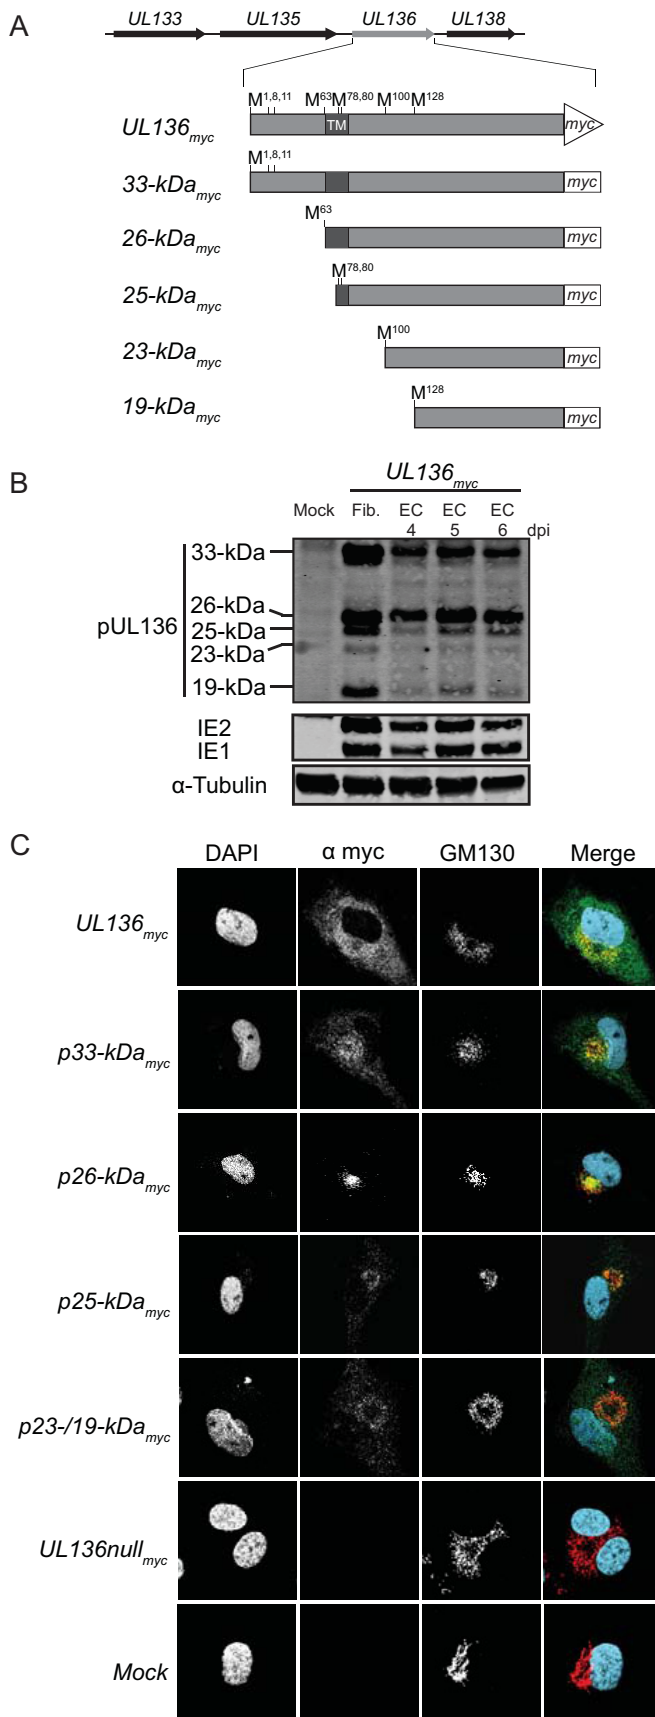 A
UL133 UL135 UL136 UL138
M1,8,11 M63 M78,80 M100 M128
UL136myc TM myc
M1,8,11
33-kDamyc myc
M63
26-kDamyc myc
M78,80
25-kDamyc myc
M100
23-kDamyc myc
M128
19-kDamyc myc
B
UL136myc
Mock Fib. EC EC EC
4 5 6 dpi
33-kDa
26-kDa
pUL136
25-kDa
23-kDa
19-kDa
IE2
IE1
α-Tubulin
C
DAPI α myc GM130 Merge
UL136myc
p33-kDamyc
p26-kDamyc
p25-kDamyc
p23-/19-kDamyc
UL136nullmyc
Mock